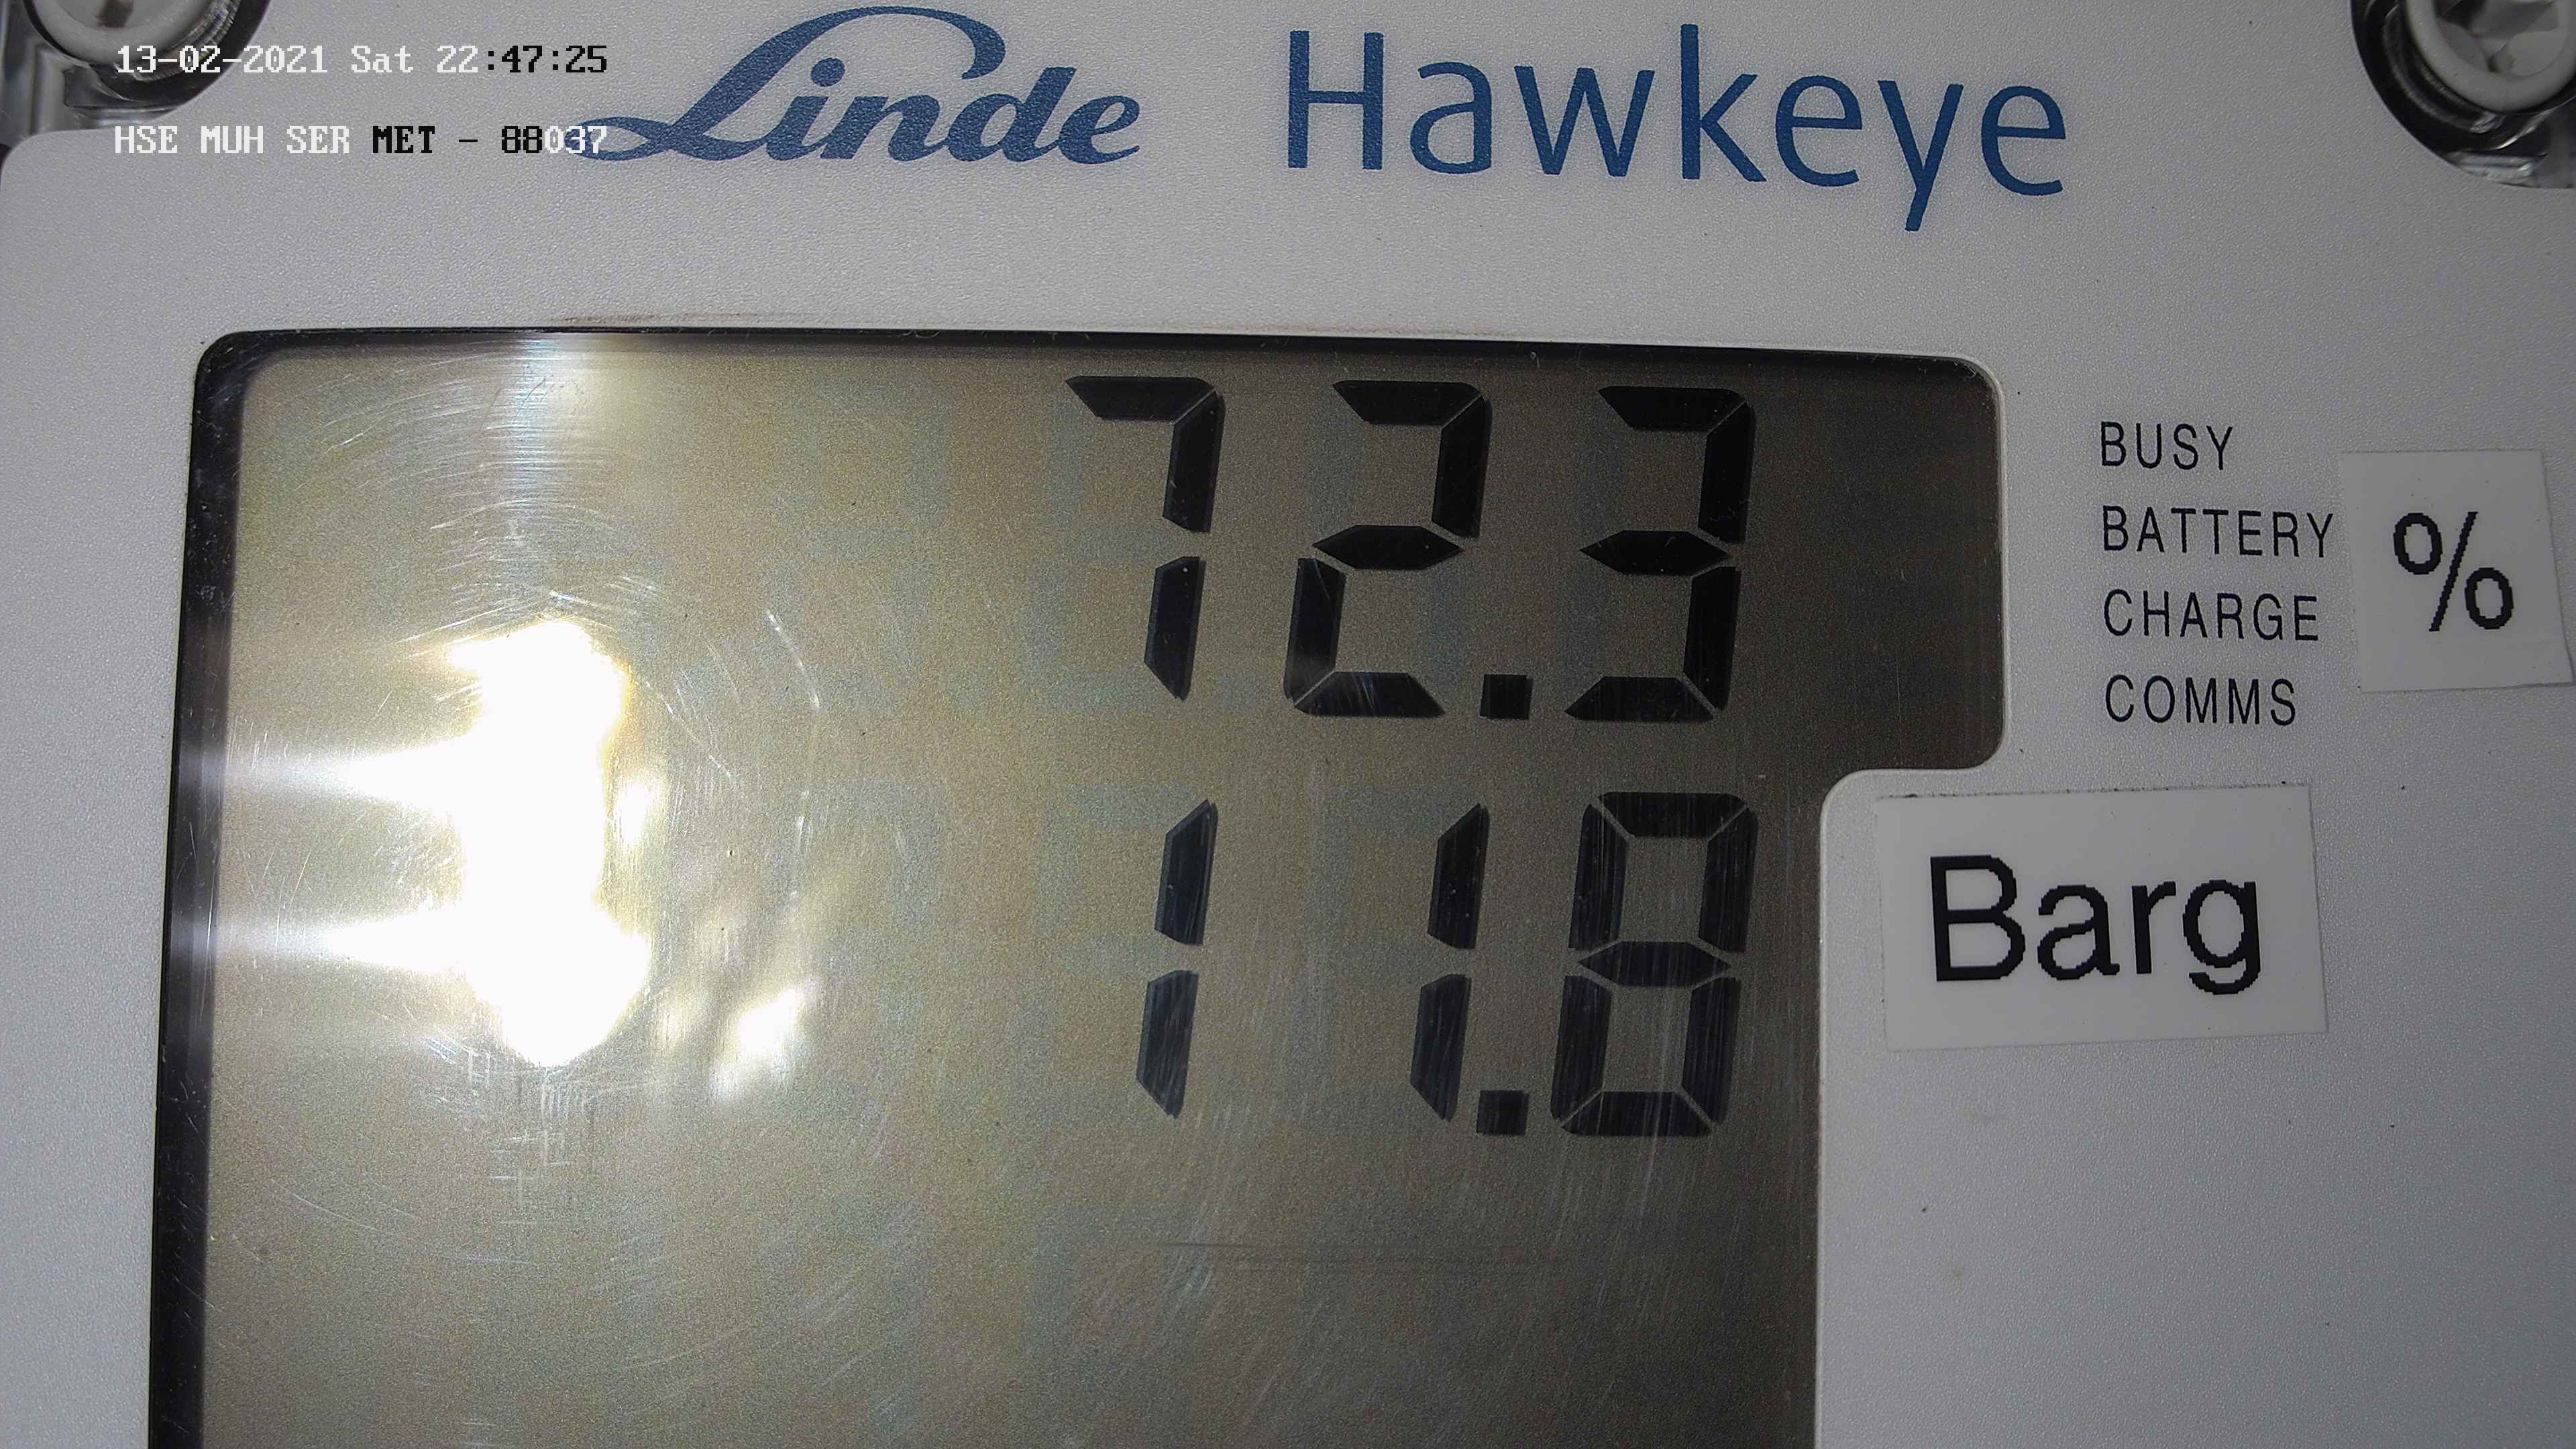 13-02-2021 Sat 22:47:25
HSE MUH SER MET - 88037
Linde Hawkeye
72.3
BUSY
BATTERY
CHARGE
COMMS
%
11.8
Barg